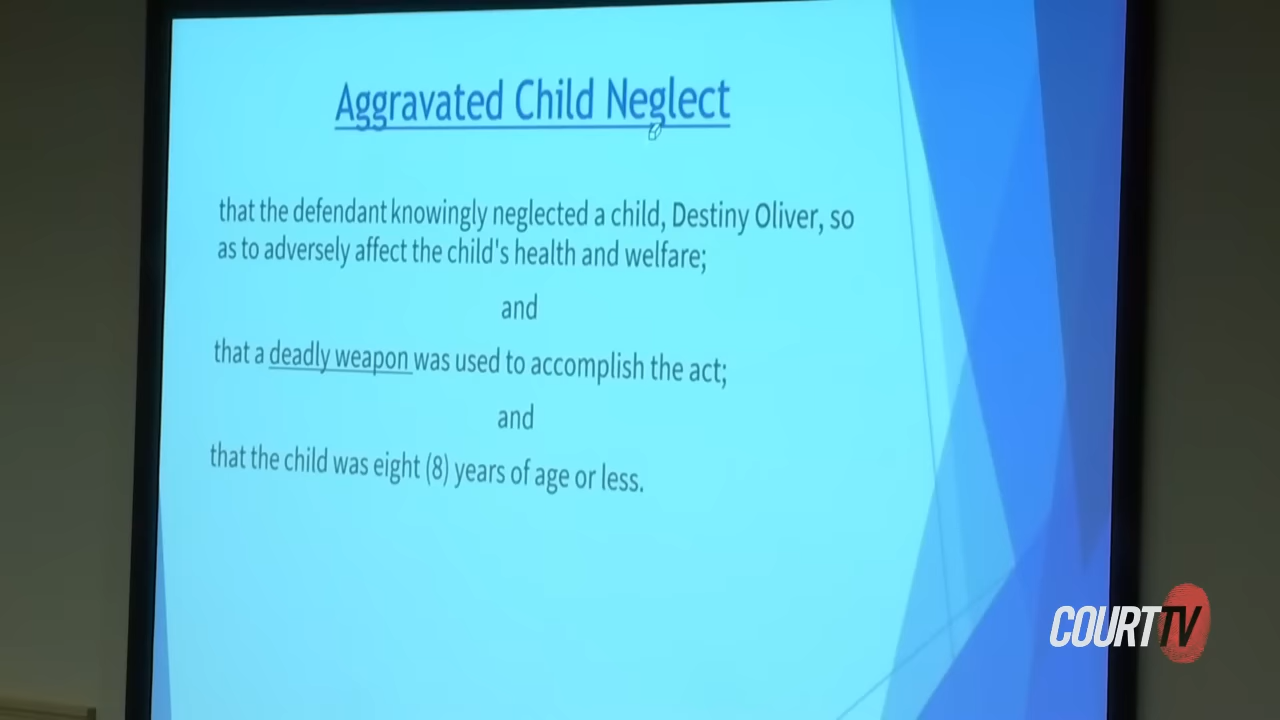 Aggravated Child Neglect
that the defendant knowingly neglected a child, Destiny Oliver, so
as to adversely affect the child's health and welfare;
and
that a deadly weapon was used to accomplish the act;
and
that the child was eight (8) years of age or less.
COURT TV